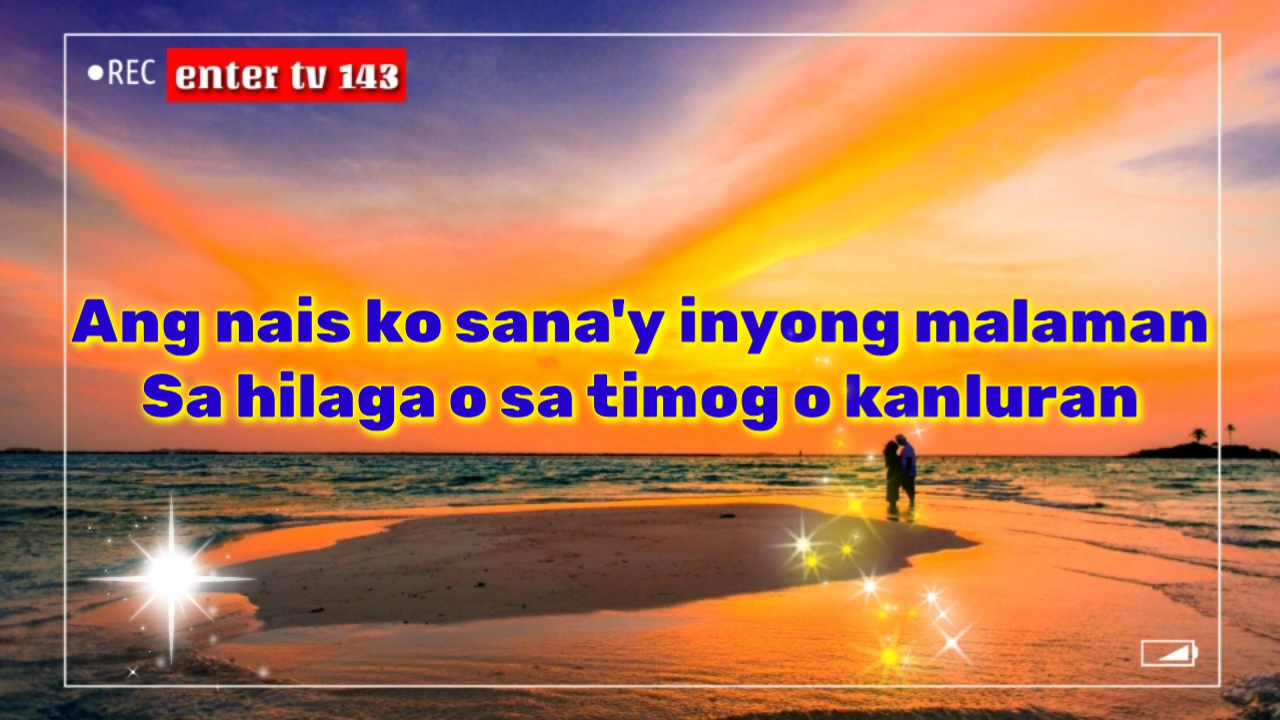 ●REC enter tv 143
Ang nais ko sana'y inyong malaman
Sa hilaga o sa timog o kanluran